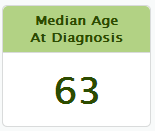 Median Age
At Diagnosis
63